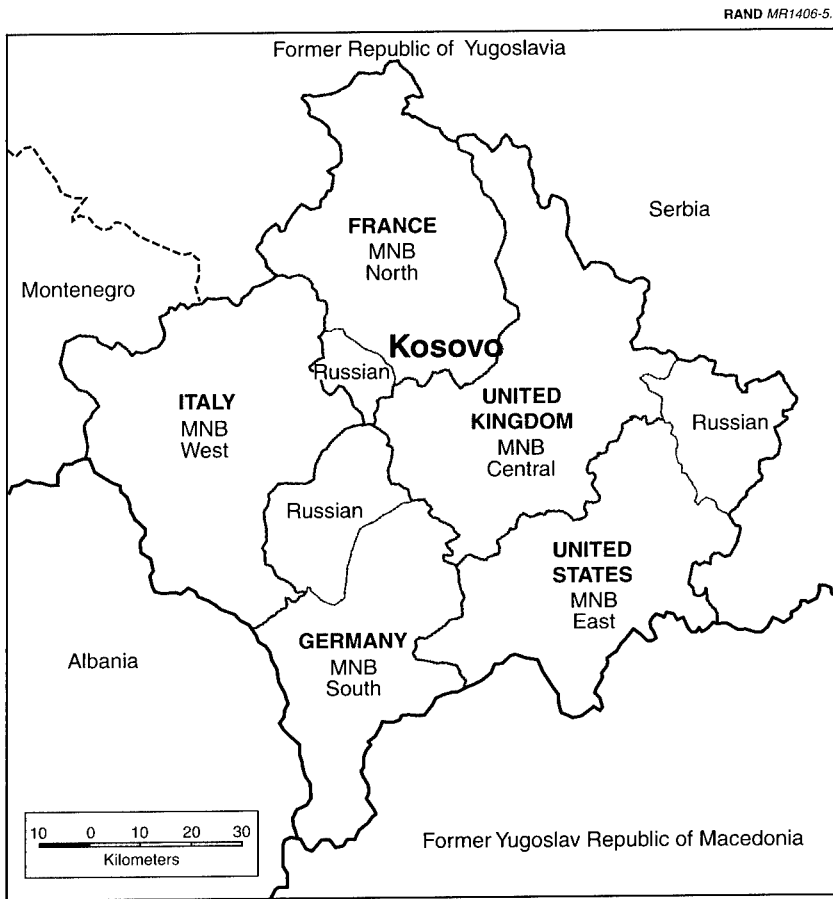 RAND MR1406-5.
Former Republic of Yugoslavia
Serbia
FRANCE
MNB
North
Montenegro
Kosovo
Russian
ITALY
MNB
West
UNITED
KINGDOM
MNB
Central
Russian
Russian
UNITED
STATES
MNB
East
GERMANY
MNB
South
Albania
10 0 10 20 30
Kilometers
Former Yugoslav Republic of Macedonia